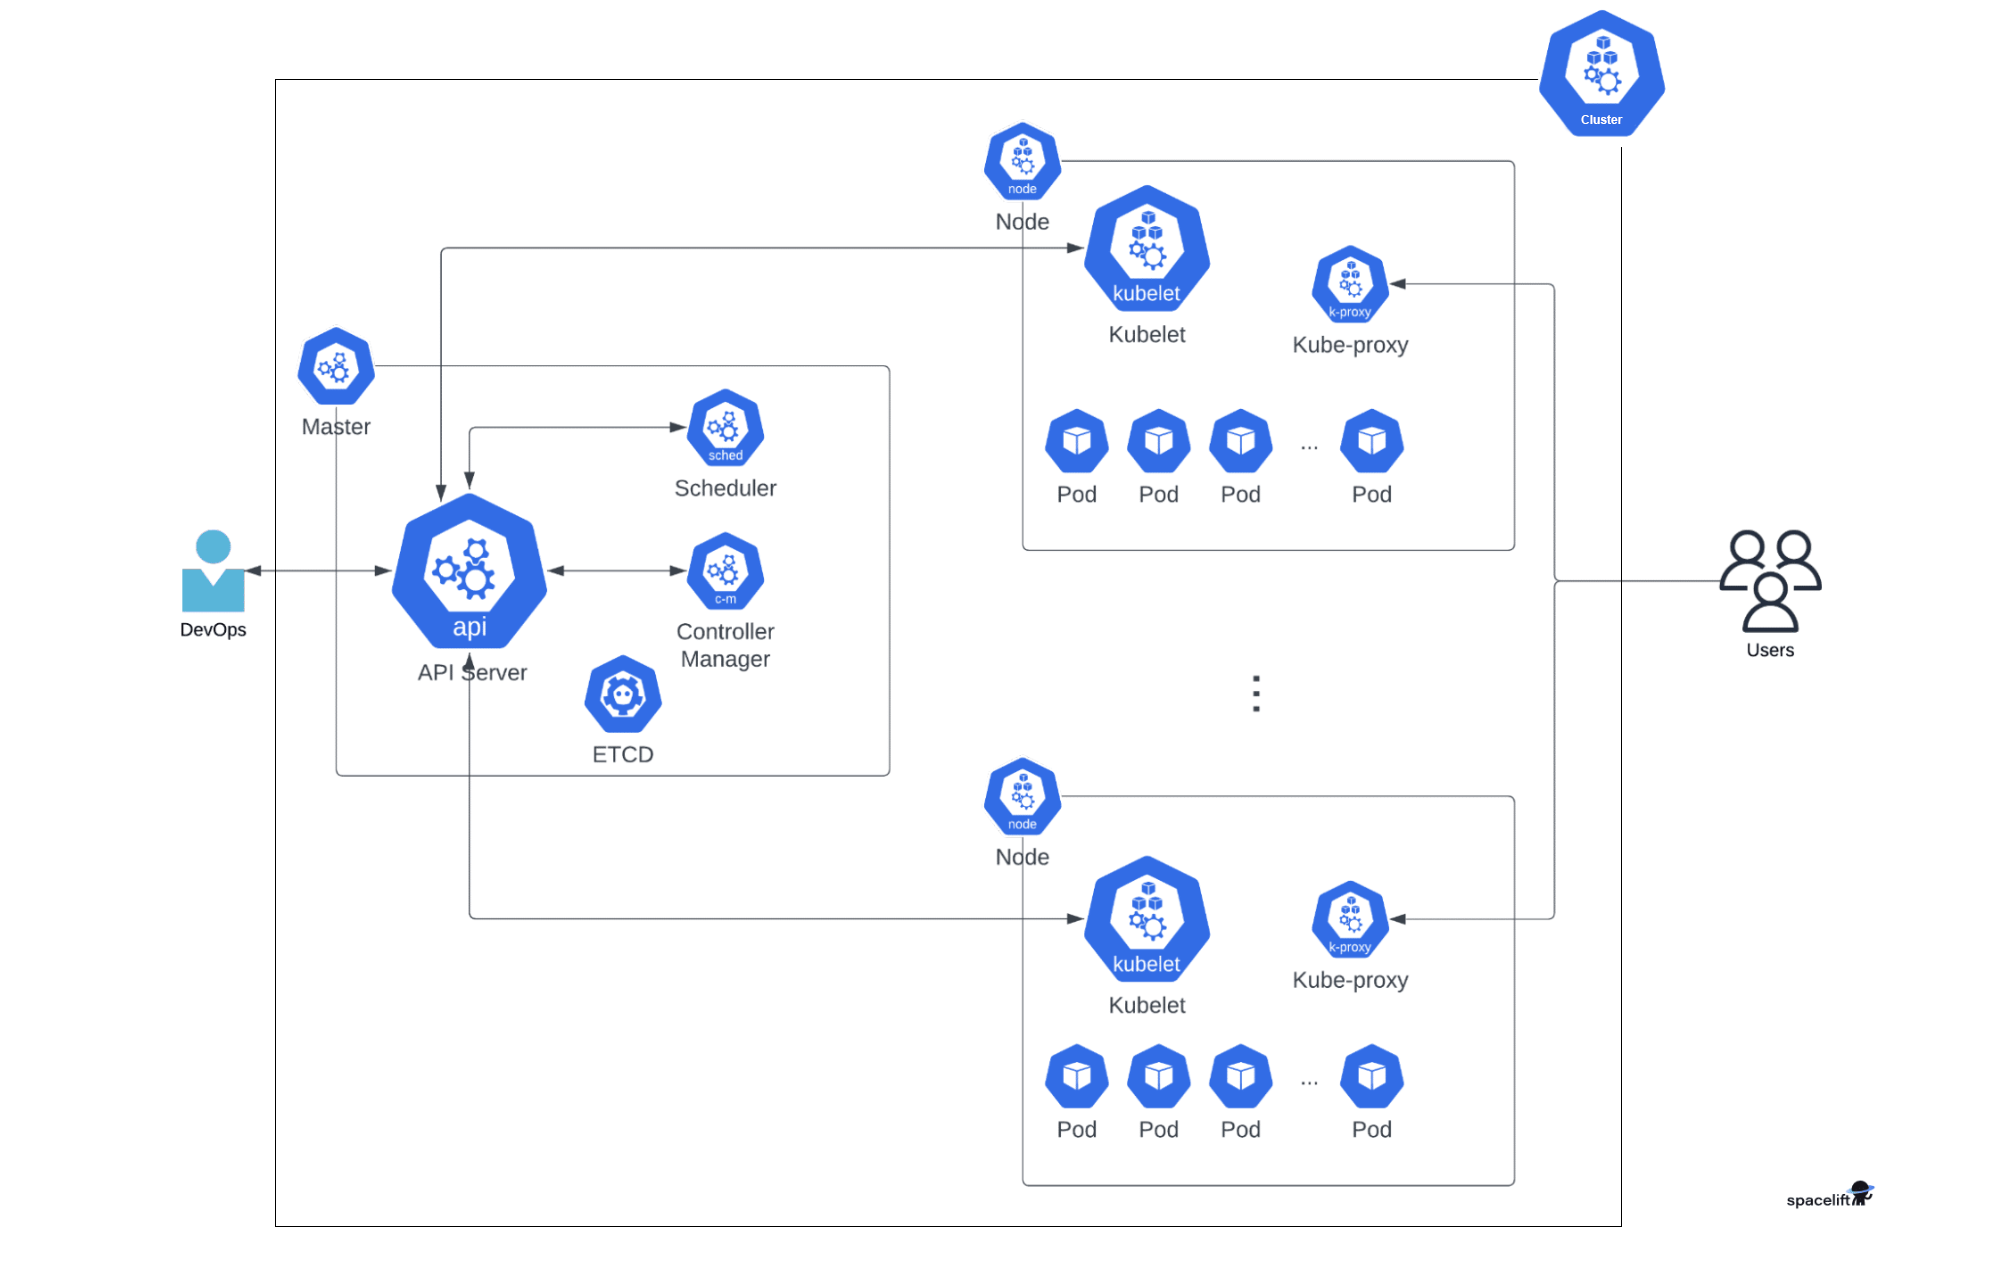 Cluster
node
Node
kubelet
Kubelet
k-proxy
Kube-proxy
Pod
Pod
Pod
...
Pod
Master
sched
Scheduler
api
API Server
c-m
Controller
Manager
ETCD
DevOps
Users
node
Node
kubelet
Kubelet
k-proxy
Kube-proxy
Pod
Pod
Pod
...
Pod
spacelift